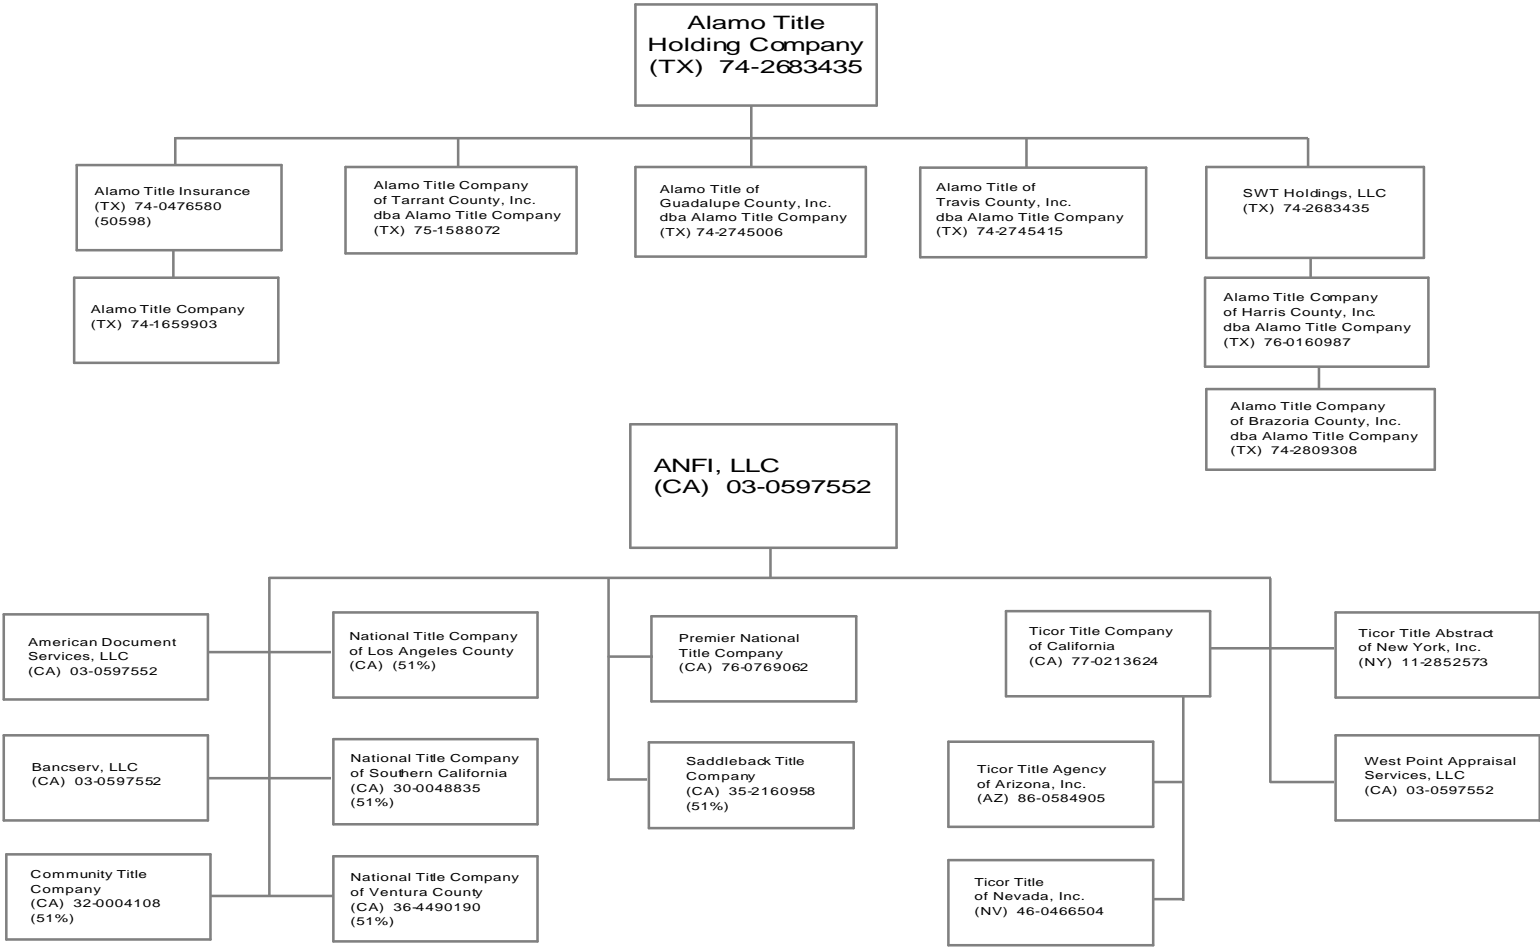 Alamo Title
Holding Company
(TX) 74-2683435
Alamo Title Insurance
(TX) 74-0476580
(50598)
Alamo Title Company
of Tarrant County, Inc.
dba Alamo Title Company
(TX) 75-1588072
Alamo Title of
Guadalupe County, Inc.
dba Alamo Title Company
(TX) 74-2745006
Alamo Title of
Travis County, Inc.
dba Alamo Title Company
(TX) 74-2745415
SWT Holdings, LLC
(TX) 74-2683435
Alamo Title Company
(TX) 74-1659903
Alamo Title Company
of Harris County, Inc.
dba Alamo Title Company
(TX) 76-0160987
Alamo Title Company
of Brazoria County, Inc.
dba Alamo Title Company
(TX) 74-2809308
ANFI, LLC
(CA) 03-0597552
American Document
Services, LLC
(CA) 03-0597552
National Title Company
of Los Angeles County
(CA) (51%)
Premier National
Title Company
(CA) 76-0769062
Ticor Title Company
of California
(CA) 77-0213624
Ticor Title Abstract
of New York, Inc.
(NY) 11-2852573
Bancserv, LLC
(CA) 03-0597552
National Title Company
of Southern California
(CA) 30-0048835
(51%)
Saddleback Title
Company
(CA) 35-2160958
(51%)
Ticor Title Agency
of Arizona, Inc.
(AZ) 86-0584905
West Point Appraisal
Services, LLC
(CA) 03-0597552
Community Title
Company
(CA) 32-0004108
(51%)
National Title Company
of Ventura County
(CA) 36-4490190
(51%)
Ticor Title
of Nevada, Inc.
(NV) 46-0466504